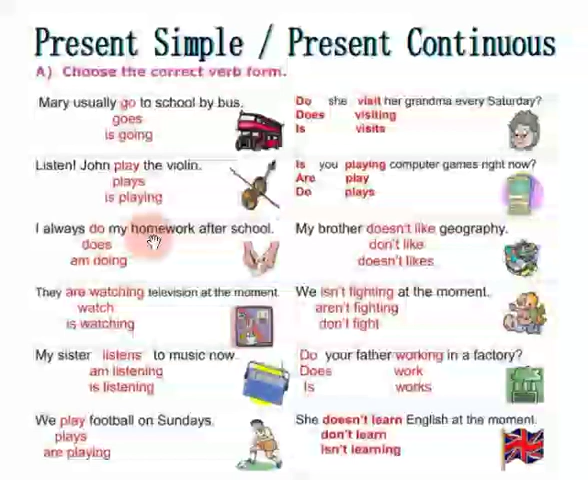 Present Simple / Present Continuous
A) Choose the correct verb form.
Mary usually go to school by bus.
goes
is going
Listen! John play the violin.
plays
is playing
I always do my homework after school.
does
am doing
They are watching television at the moment.
watch
is watching
My sister listens to music now.
am listening
is listening
We play football on Sundays.
plays
are playing
Do she visit her grandma every Saturday?
Does visiting
Is visits
Is you playing computer games right now?
Are play
Do plays
My brother doesn't like geography.
don't like
doesn't likes
We isn't fighting at the moment.
aren't fighting
don't fight
Do your father working in a factory?
Does work
Is works
She doesn't learn English at the moment.
don't learn
isn't learning